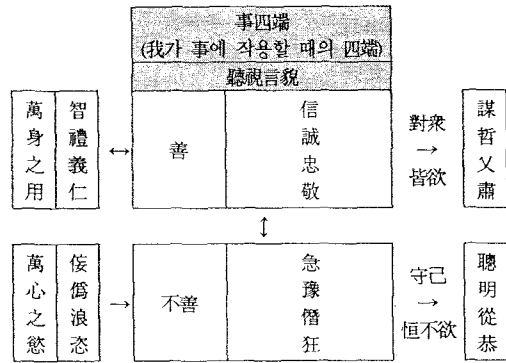 事四端
(我가 事에 작용할 때의 四端)
聽視言貌
萬身之用
智禮義仁
↔
善
信誠忠敬
對衆
→
皆欲
謀哲乂肅
↕
萬心之慾
侫僞浪恣
→
不善
急豫僭狂
守己
→
恒不欲
聰明從恭